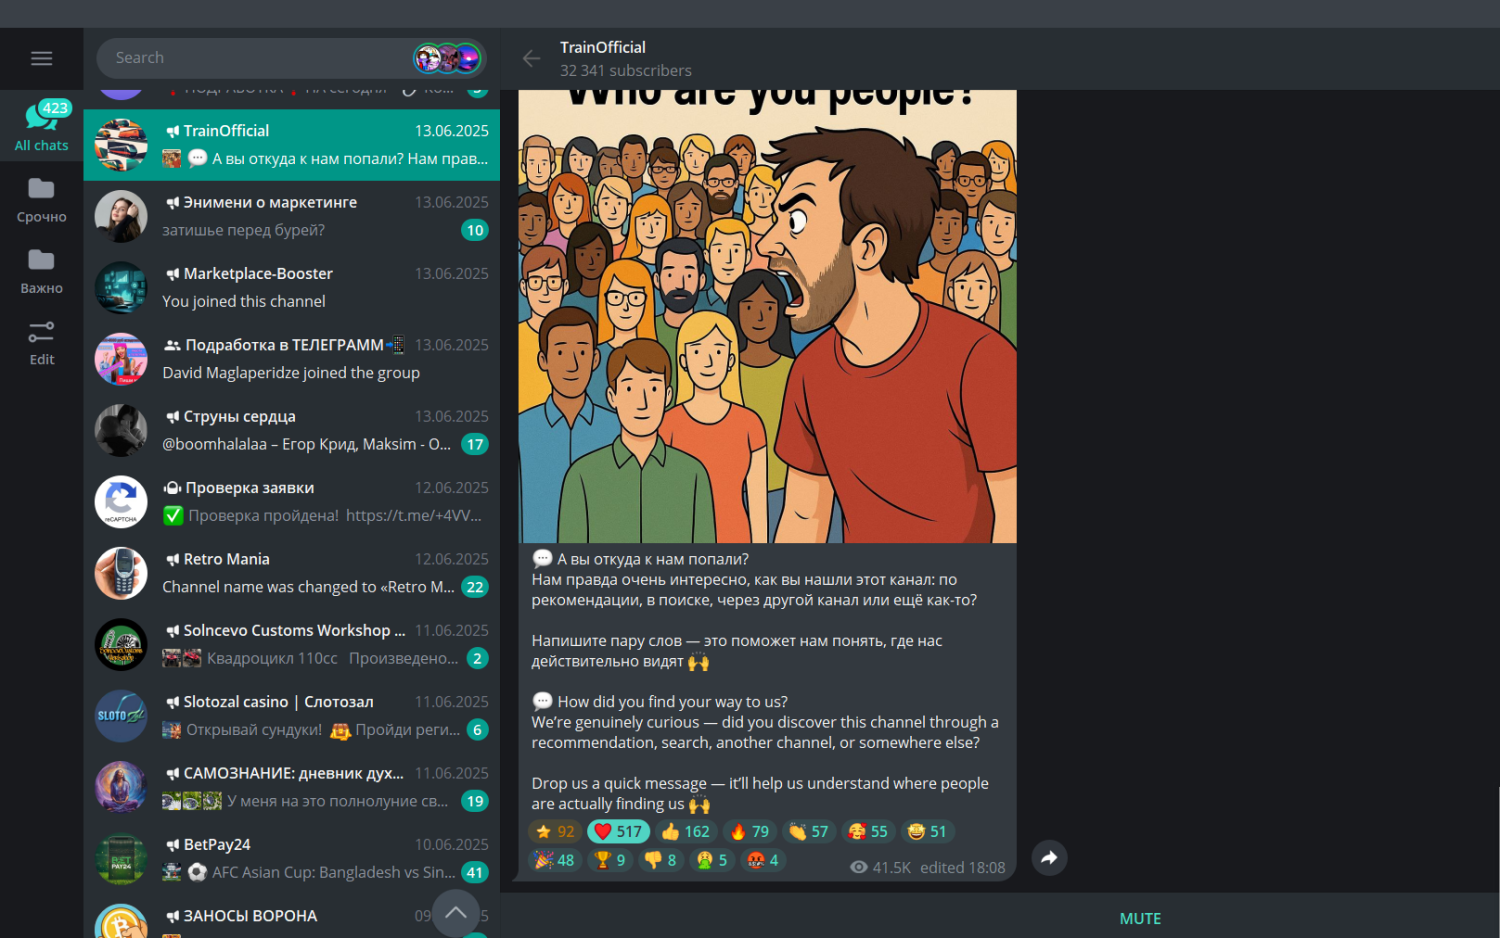 Search
423
All chats
Срочно
Важно
Edit
TrainOfficial 13.06.2025
А вы откуда к нам попали? Нам прав...
Энимени о маркетинге 13.06.2025
затишье перед бурей? 10
Marketplace-Booster 13.06.2025
You joined this channel
Подработка в ТЕЛЕГРАММ 13.06.2025
David Maglaperidze joined the group
Струны сердца 13.06.2025
@boomhalalaa – Егор Крид, Maksim - O... 17
reCAPTCHA
Проверка заявки 12.06.2025
✅ Проверка пройдена! https://t.me/+4VV...
Retro Mania 12.06.2025
Channel name was changed to «Retro M... 22
Solncevo Customs Workshop ... 11.06.2025
Квадроцикл 110сс Произведено... 2
SLOTO
Slotozal casino | Слотозал 11.06.2025
Открывай сундуки! Пройди реги... 6
САМОЗНАНИЕ: дневник дух... 11.06.2025
У меня на это полнолуние св... 19
BET
PAY24
BetPay24 10.06.2025
⚽ AFC Asian Cup: Bangladesh vs Sin... 41
ЗАНОСЫ ВОРОНА
TrainOfficial
32 341 subscribers
Who are you people?
💬 А вы откуда к нам попали?
Нам правда очень интересно, как вы нашли этот канал: по
рекомендации, в поиске, через другой канал или ещё как-то?
Напишите пару слов — это поможет нам понять, где нас
действительно видят 🙌
💬 How did you find your way to us?
We’re genuinely curious — did you discover this channel through a
recommendation, search, another channel, or somewhere else?
Drop us a quick message — it’ll help us understand where people
are actually finding us 🙌
⭐ 92 ❤️ 517 👍 162 🔥 79 👏 57 🥰 55 🤩 51
🎉 48 🏆 9 👎 8 🤮 5 🤬 4 41.5K edited 18:08
MUTE